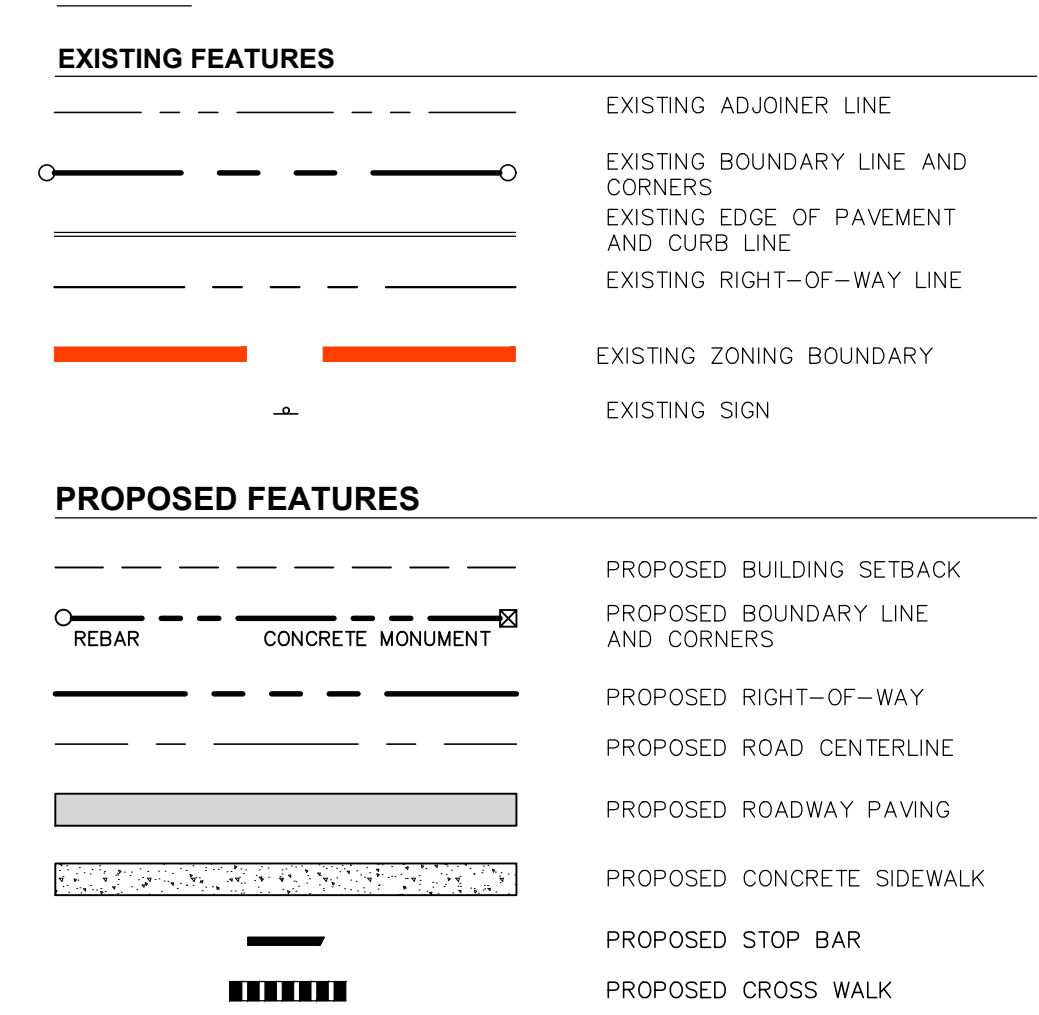 EXISTING FEATURES
EXISTING ADJOINER LINE
EXISTING BOUNDARY LINE AND
CORNERS
EXISTING EDGE OF PAVEMENT
AND CURB LINE
EXISTING RIGHT-OF-WAY LINE
EXISTING ZONING BOUNDARY
EXISTING SIGN
PROPOSED FEATURES
PROPOSED BUILDING SETBACK
REBAR CONCRETE MONUMENT
PROPOSED BOUNDARY LINE
AND CORNERS
PROPOSED RIGHT-OF-WAY
PROPOSED ROAD CENTERLINE
PROPOSED ROADWAY PAVING
PROPOSED CONCRETE SIDEWALK
PROPOSED STOP BAR
PROPOSED CROSS WALK